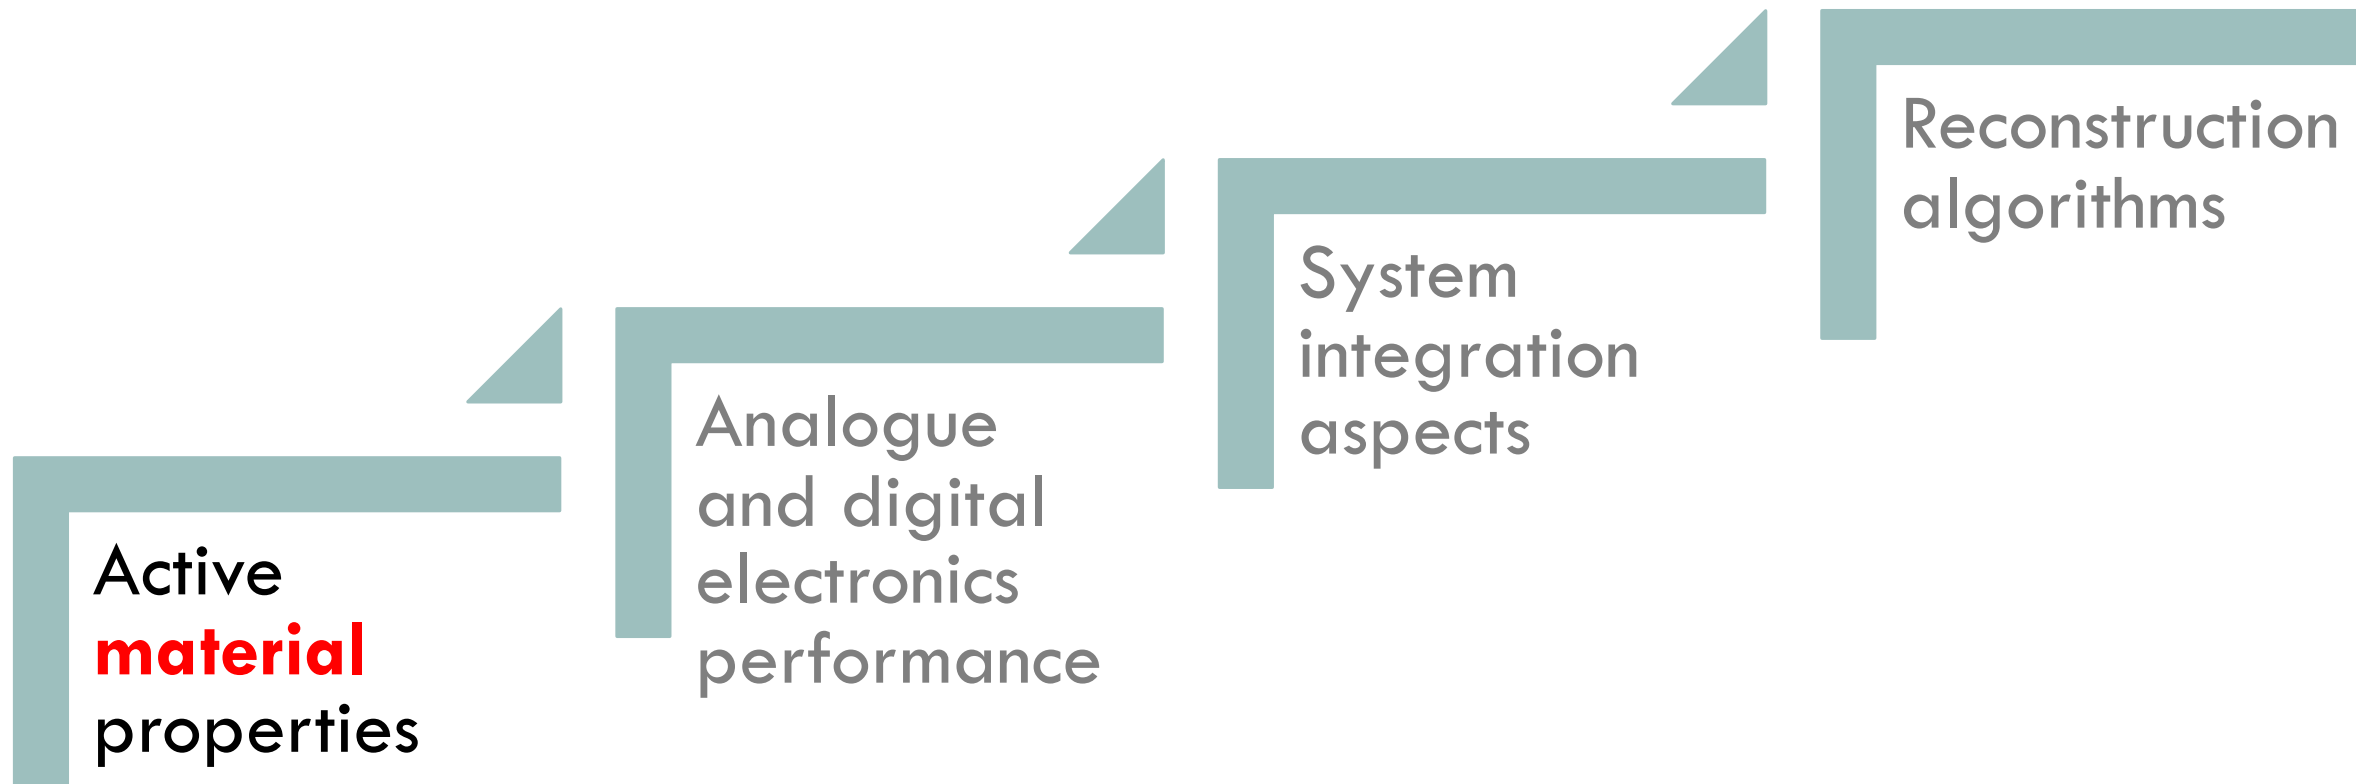 Active
material
properties
Analogue
and digital
electronics
performance
System
integration
aspects
Reconstruction
algorithms